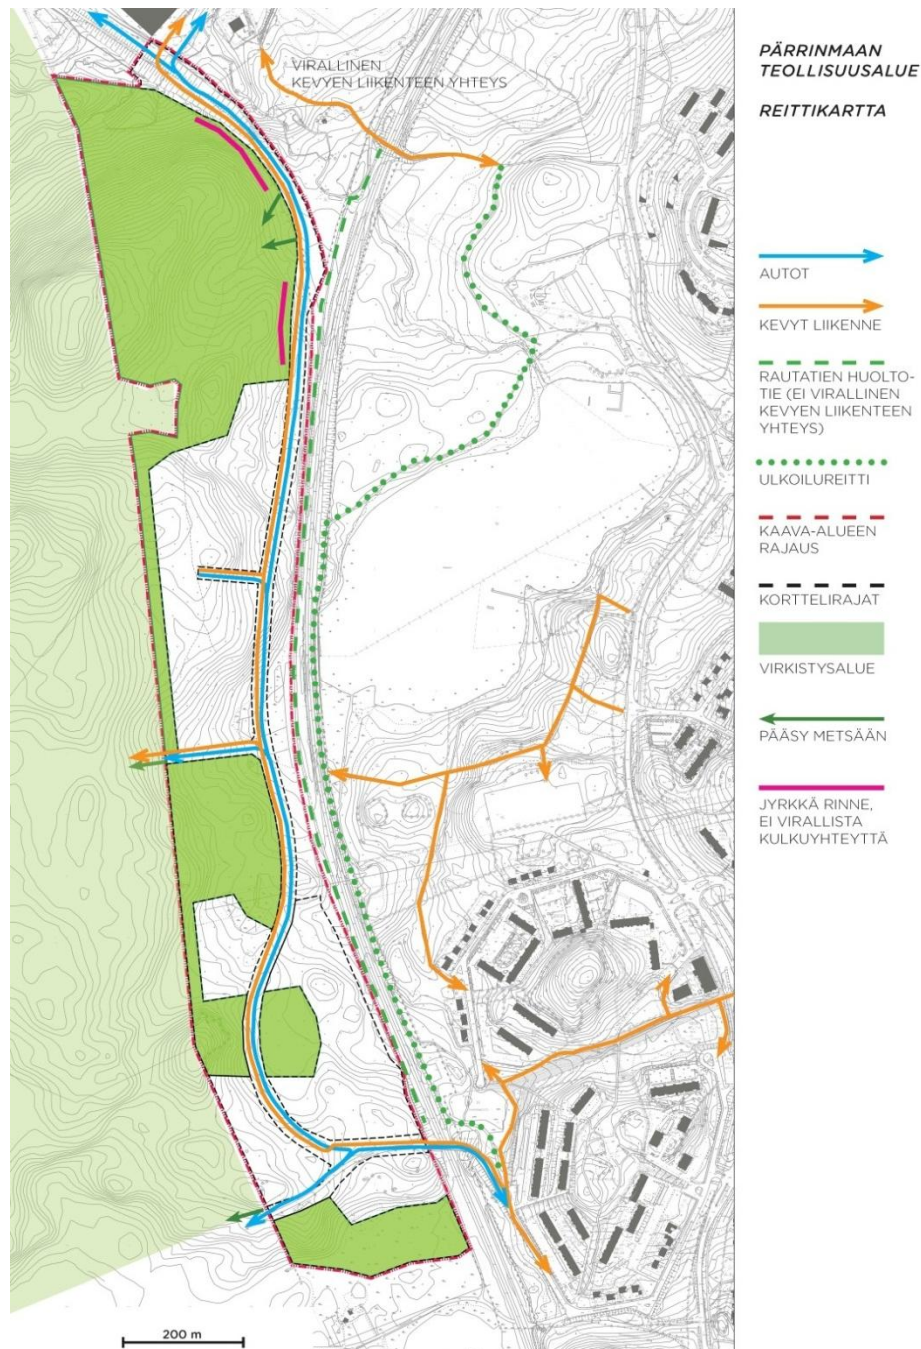 VIRALLINEN
KEVYEN LIIKENTEEN YHTEYS
PÄRRINMAAN
TEOLLISUUSALUE
REITTIKARTTA
AUTOT
KEVYT LIIKENNE
RAUTATIEN HUOLTO-
TIE (EI VIRALLINEN
KEVYEN LIIKENTEEN
YHTEYS)
ULKOILUREITTI
KAAVA-ALUEEN
RAJAUS
KORTTELIRAJAT
VIRKISTYSALUE
PÄÄSY METSÄÄN
JYRKKÄ RINNE,
EI VIRALLISTA
KULKUYHTEYTTÄ
200 m